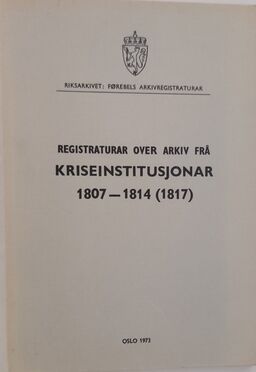 RIKSARKIVET: FØREBELS ARKIVREGISTRATURAR
REGISTRATURAR OVER ARKIV FRÅ
KRISEINSTITUSJONAR
1807 — 1814 (1817)
OSLO 1973